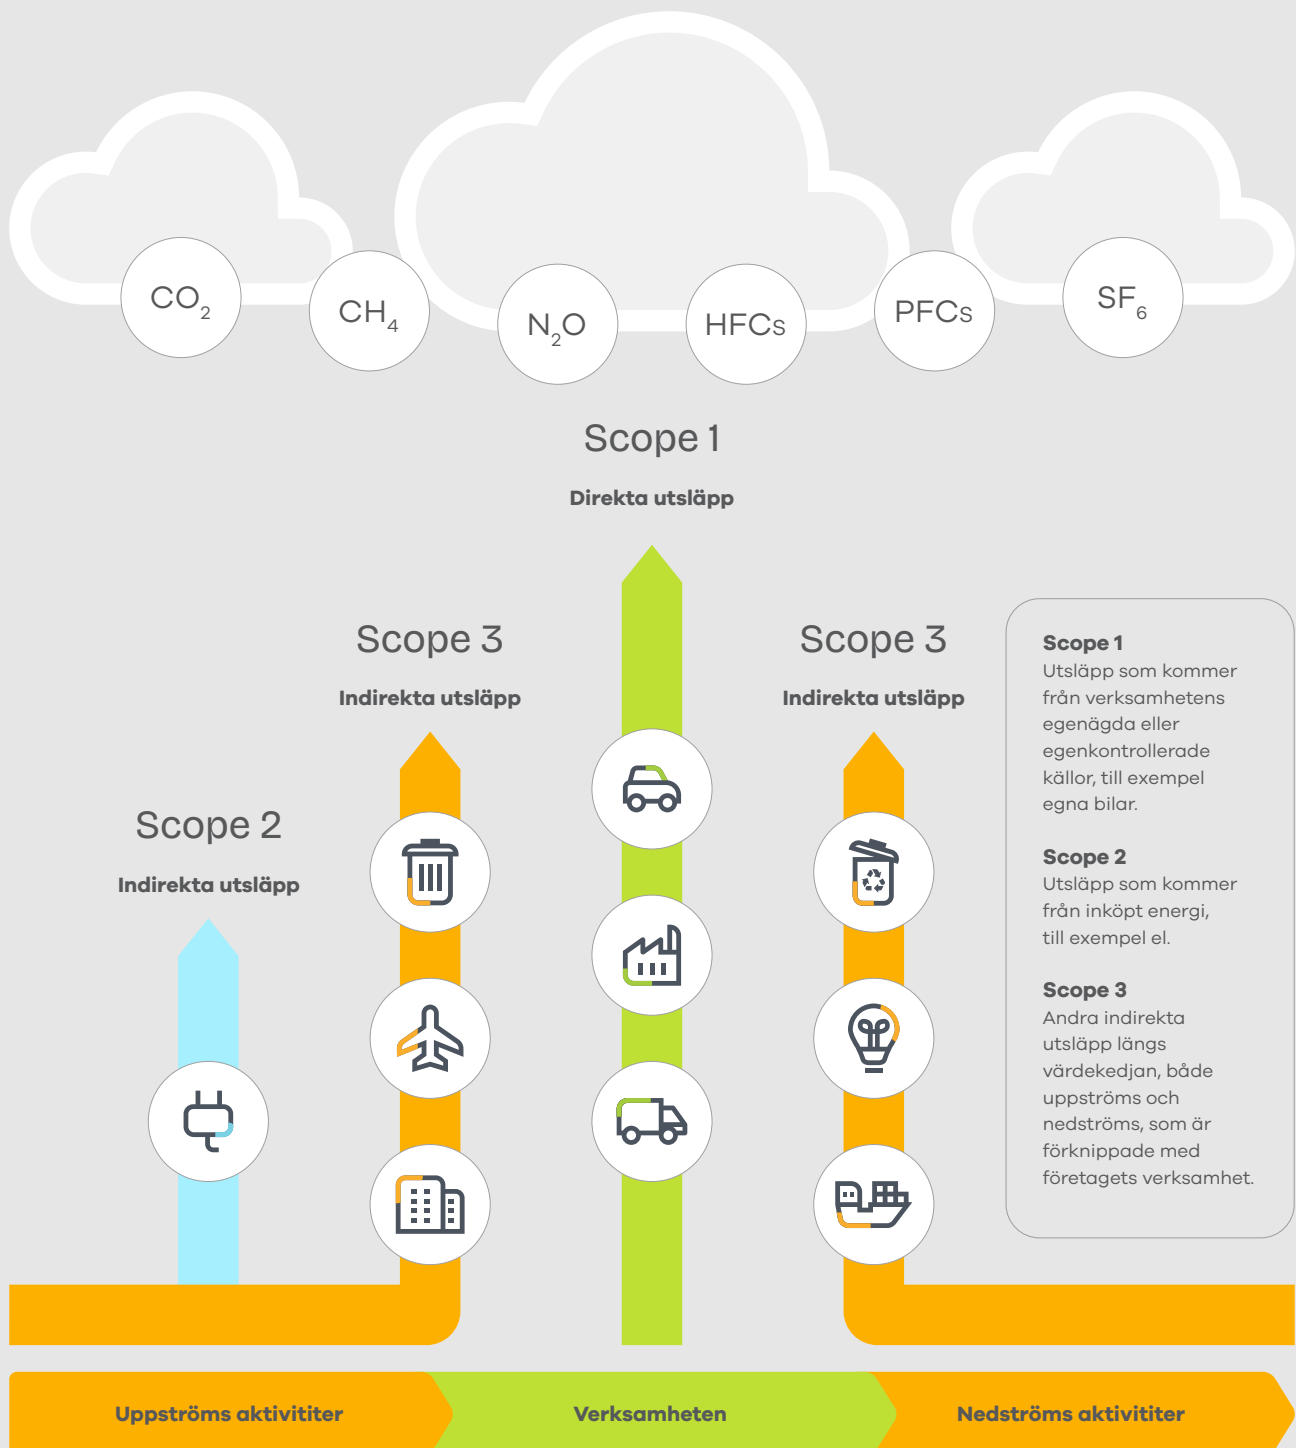 CO₂
CH₄
N₂O
HFCs
PFCs
SF₆
Scope 1
Direkta utsläpp
Scope 3
Indirekta utsläpp
Scope 3
Indirekta utsläpp
Scope 2
Indirekta utsläpp
Scope 1
Utsläpp som kommer
från verksamhetens
egenägda eller
egenkontrollerade
källor, till exempel
egna bilar.
Scope 2
Utsläpp som kommer
från inköpt energi,
till exempel el.
Scope 3
Andra indirekta
utsläpp längs
värdekedjan, både
uppströms och
nedströms, som är
förknippade med
företagets verksamhet.
Uppströms aktivititer
Verksamheten
Nedströms aktivititer